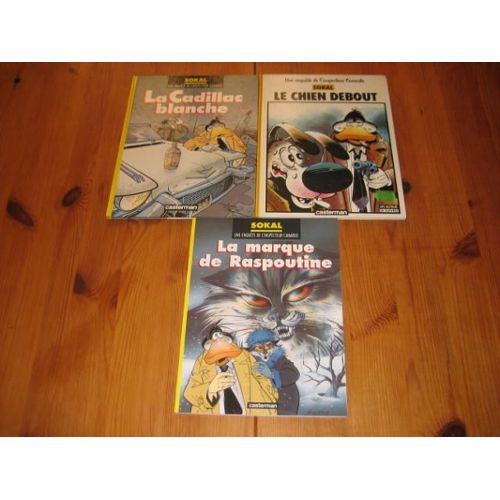 SOKAL
La Cadillac
blanche
casterman
Une enquête de l'inspecteur Canardo
SOKAL
LE CHIEN DEBOUT
casterman
SOKAL
UNE ENQUETE DE L'INSPECTEUR CANARDO
La marque
de Raspoutine
casterman